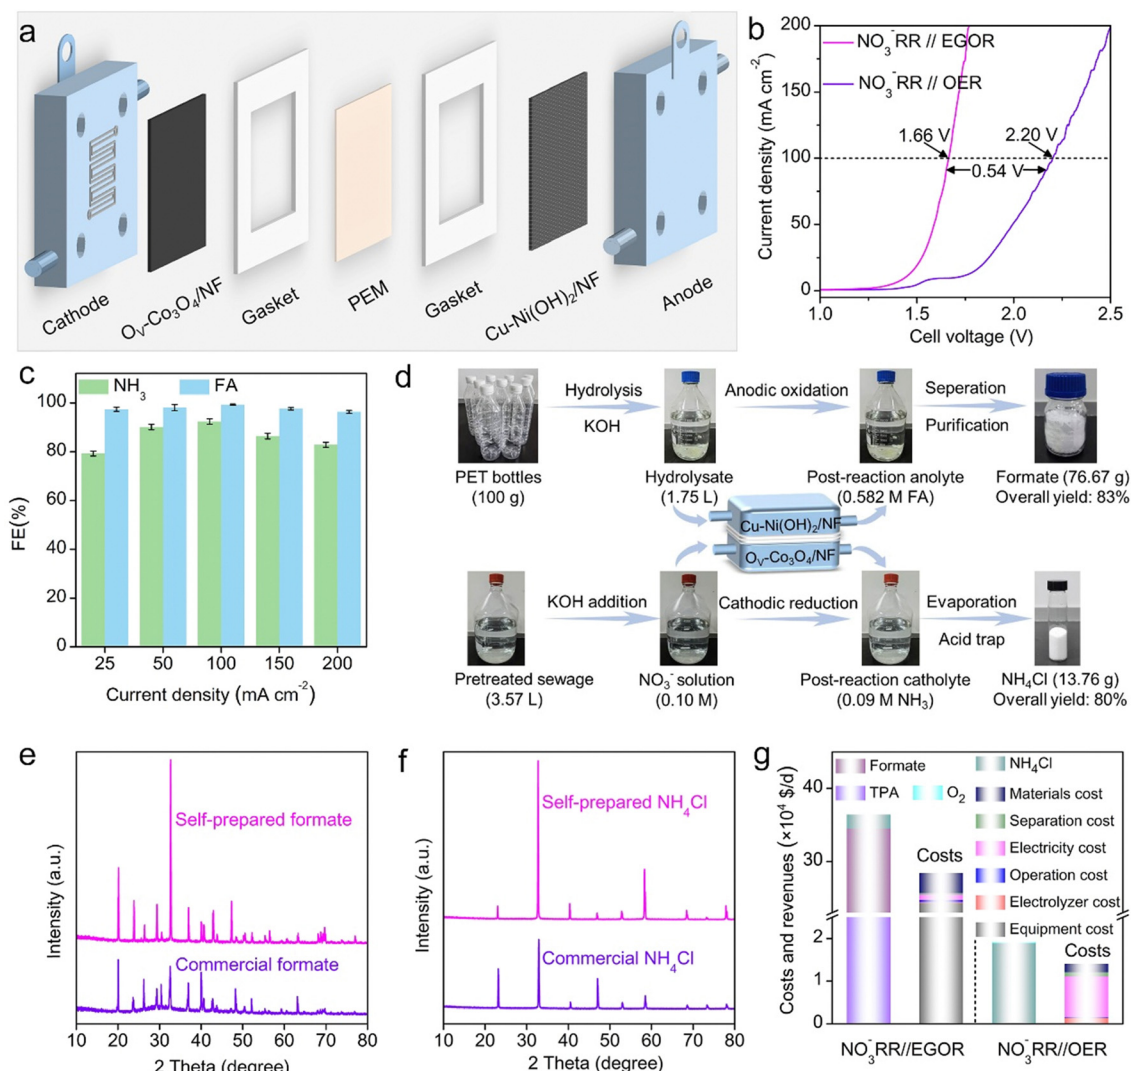 a
Cathode
O_V-Co₃O₄/NF
Gasket
PEM
Gasket
Cu-Ni(OH)₂/NF
Anode
b
NO₃⁻RR // EGOR
NO₃⁻RR // OER
1.66 V
2.20 V
0.54 V
200
150
100
50
0
1.0 1.5 2.0 2.5
Current density (mA cm⁻²)
Cell voltage (V)
c
NH₃ FA
100
80
60
40
20
0
25 50 100 150 200
FE(%)
Current density (mA cm⁻²)
d
PET bottles
(100 g)
Hydrolysis
KOH
Hydrolysate
(1.75 L)
Anodic oxidation
Post-reaction anolyte
(0.582 M FA)
Seperation
Purification
Formate (76.67 g)
Overall yield: 83%
Cu-Ni(OH)₂/NF
O_V-Co₃O₄/NF
Pretreated sewage
(3.57 L)
KOH addition
NO₃⁻ solution
(0.10 M)
Cathodic reduction
Post-reaction catholyte
(0.09 M NH₃)
Evaporation
Acid trap
NH₄Cl (13.76 g)
Overall yield: 80%
e
Self-prepared formate
Commercial formate
Intensity (a.u.)
10 20 30 40 50 60 70 80
2 Theta (degree)
f
Self-prepared NH₄Cl
Commercial NH₄Cl
Intensity (a.u.)
10 20 30 40 50 60 70 80
2 Theta (degree)
g
Formate
TPA O₂
NH₄Cl
Materials cost
Separation cost
Electricity cost
Operation cost
Electrolyzer cost
Equipment cost
Costs
Costs
40
30
2
1
0
Costs and revenues (×10⁴ $/d)
NO₃⁻RR//EGOR NO₃⁻RR//OER